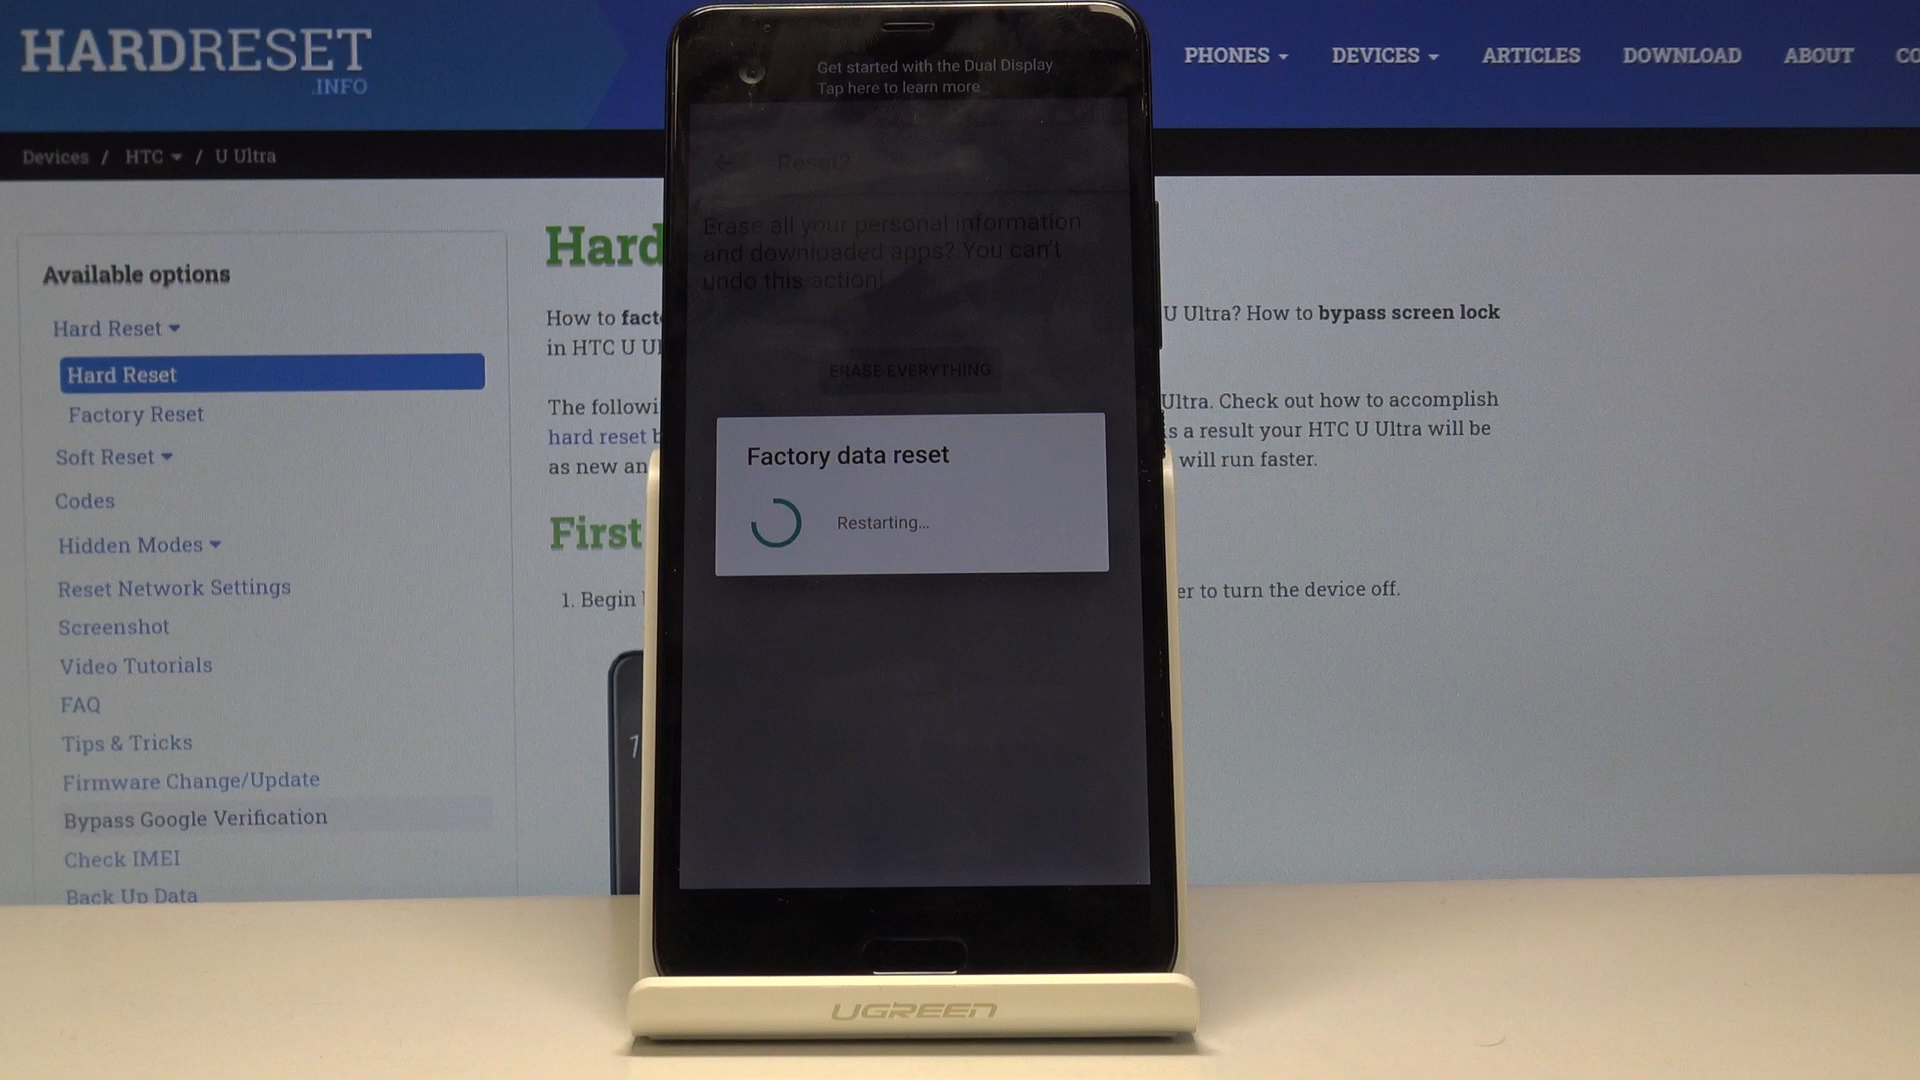 HARDRESET
.INFO
PHONES
DEVICES
ARTICLES
DOWNLOAD
ABOUT
CO
Devices / HTC / U Ultra
Available options
Hard Reset
Hard Reset
Factory Reset
Soft Reset
Codes
Hidden Modes
Reset Network Settings
Screenshot
Video Tutorials
FAQ
Tips & Tricks
Firmware Change/Update
Bypass Google Verification
Check IMEI
Back Up Data
Hard
How to fact
U Ultra? How to bypass screen lock
in HTC U Ul
The followi
Ultra. Check out how to accomplish
hard reset b
s a result your HTC U Ultra will be
as new an
will run faster.
First
1. Begin
er to turn the device off.
Get started with the Dual Display
Tap here to learn more
Reset?
Erase all your personal information
and downloaded apps? You can't
undo this action!
ERASE EVERYTHING
Factory data reset
Restarting...
UGREEN